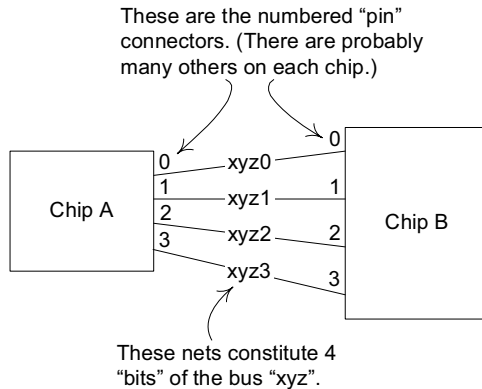 These are the numbered “pin”
connectors. (There are probably
many others on each chip.)
0
0
xyz0
1
xyz1
1
Chip A
Chip B
2
xyz2
2
3
xyz3
3
These nets constitute 4
“bits” of the bus “xyz”.